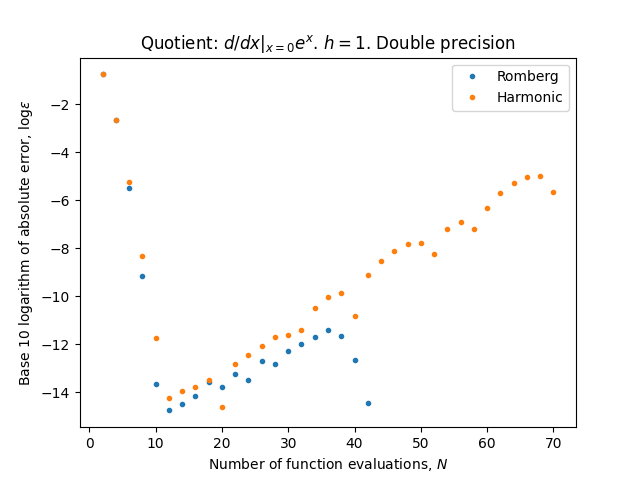 Quotient: $d/dx|_{x=0}e^x$. $h=1$. Double precision
Romberg
Harmonic
Base 10 logarithm of absolute error, logε
−2
−4
−6
−8
−10
−12
−14
0 10 20 30 40 50 60 70
Number of function evaluations, N